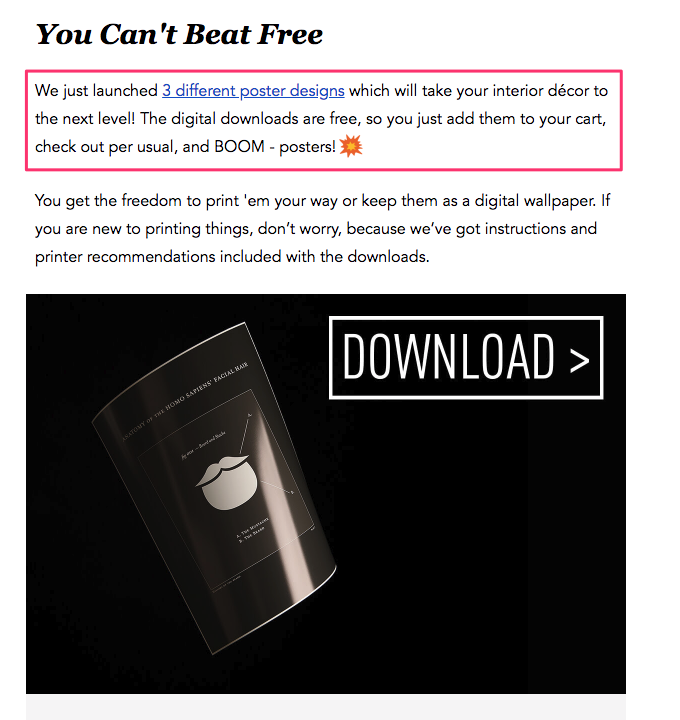 You Can't Beat Free
We just launched 3 different poster designs which will take your interior décor to
the next level! The digital downloads are free, so you just add them to your cart,
check out per usual, and BOOM - posters! 💥
You get the freedom to print 'em your way or keep them as a digital wallpaper. If
you are new to printing things, don’t worry, because we’ve got instructions and
printer recommendations included with the downloads.
DOWNLOAD >
ANATOMY OF THE HOMO SAPIENS' FACIAL HAIR
A. The Mustache
B. The Beard